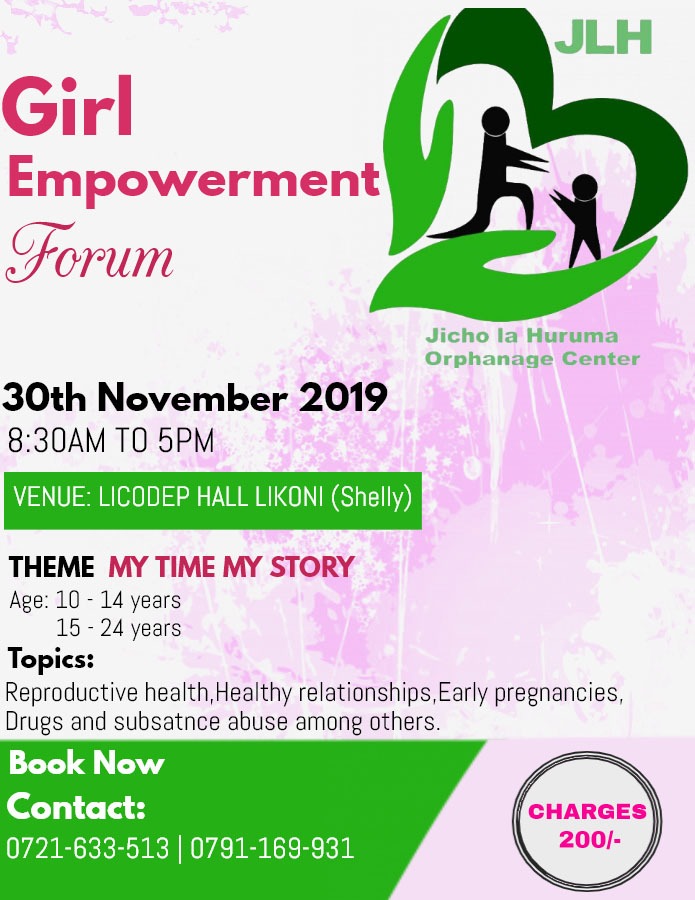 JLH
Girl
Empowerment
Forum
Jicho la Huruma
Orphanage Center
30th November 2019
8:30AM TO 5PM
VENUE: LICODEP HALL LIKONI (Shelly)
THEME MY TIME MY STORY
Age: 10 - 14 years
15 - 24 years
Topics:
Reproductive health,Healthy relationships,Early pregnancies,
Drugs and subsatnce abuse among others.
Book Now
Contact:
0721-633-513 | 0791-169-931
CHARGES
200/-